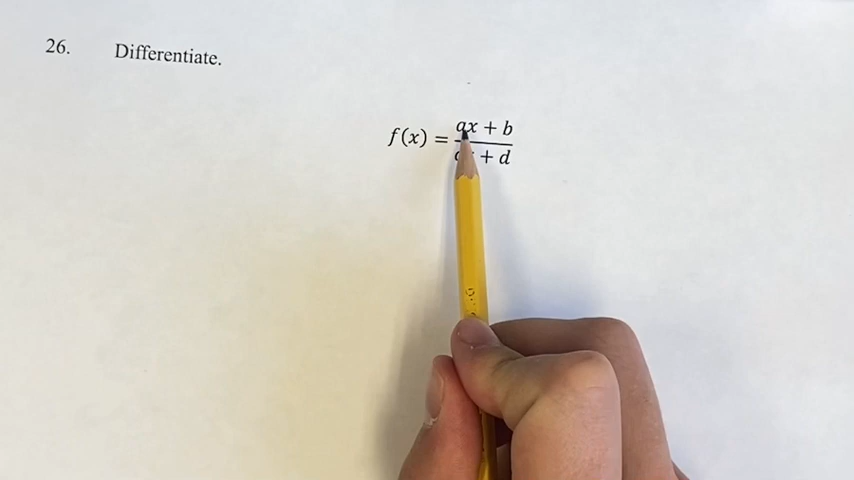 26. Differentiate.
f(x) = ax + b
+ d